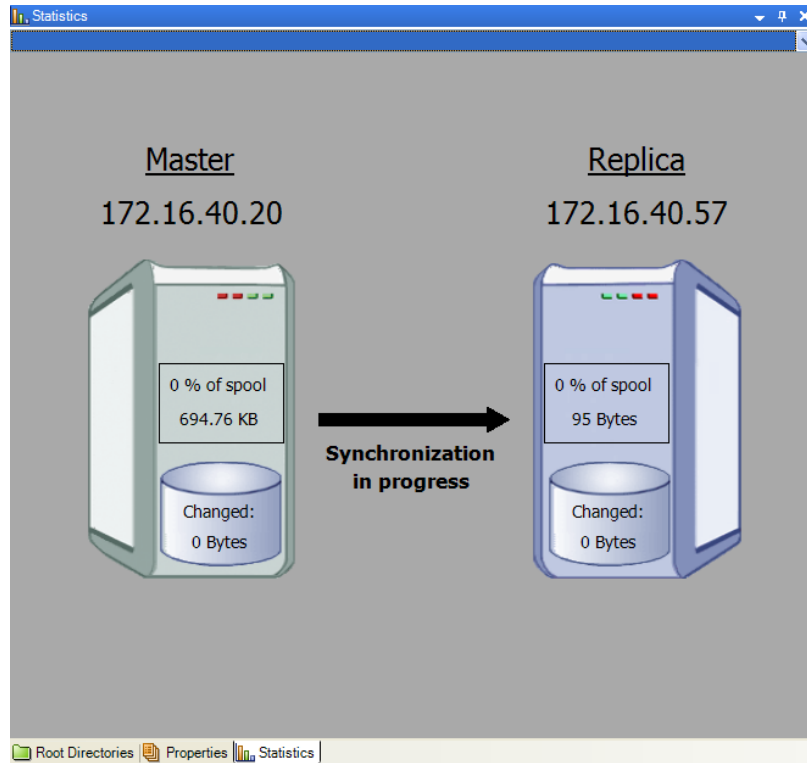 Statistics
Master
Replica
172.16.40.20
172.16.40.57
0 % of spool
694.76 KB
0 % of spool
95 Bytes
Synchronization
in progress
Changed:
0 Bytes
Changed:
0 Bytes
Root Directories Properties Statistics